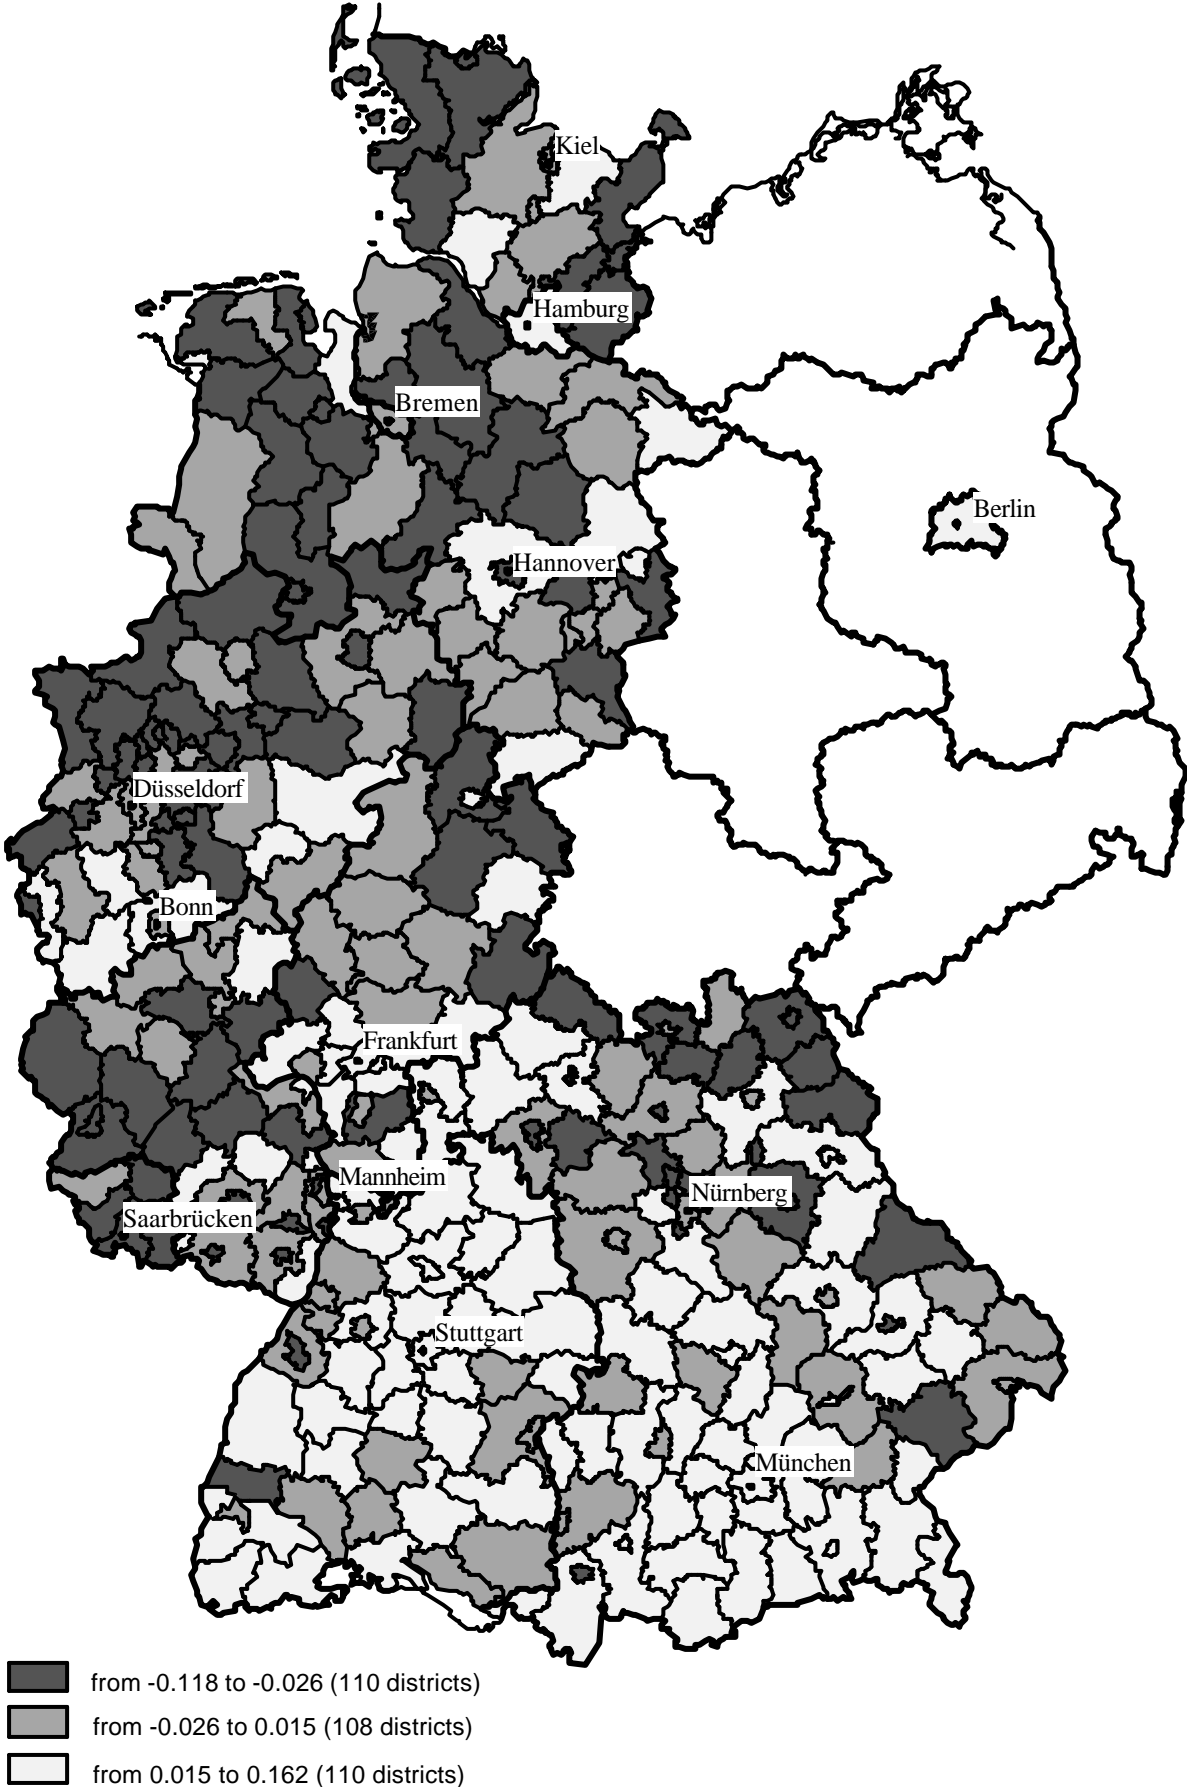 Kiel
Hamburg
Bremen
Berlin
Hannover
Düsseldorf
Bonn
Frankfurt
Mannheim
Nürnberg
Saarbrücken
Stuttgart
München
from -0.118 to -0.026 (110 districts)
from -0.026 to 0.015 (108 districts)
from 0.015 to 0.162 (110 districts)